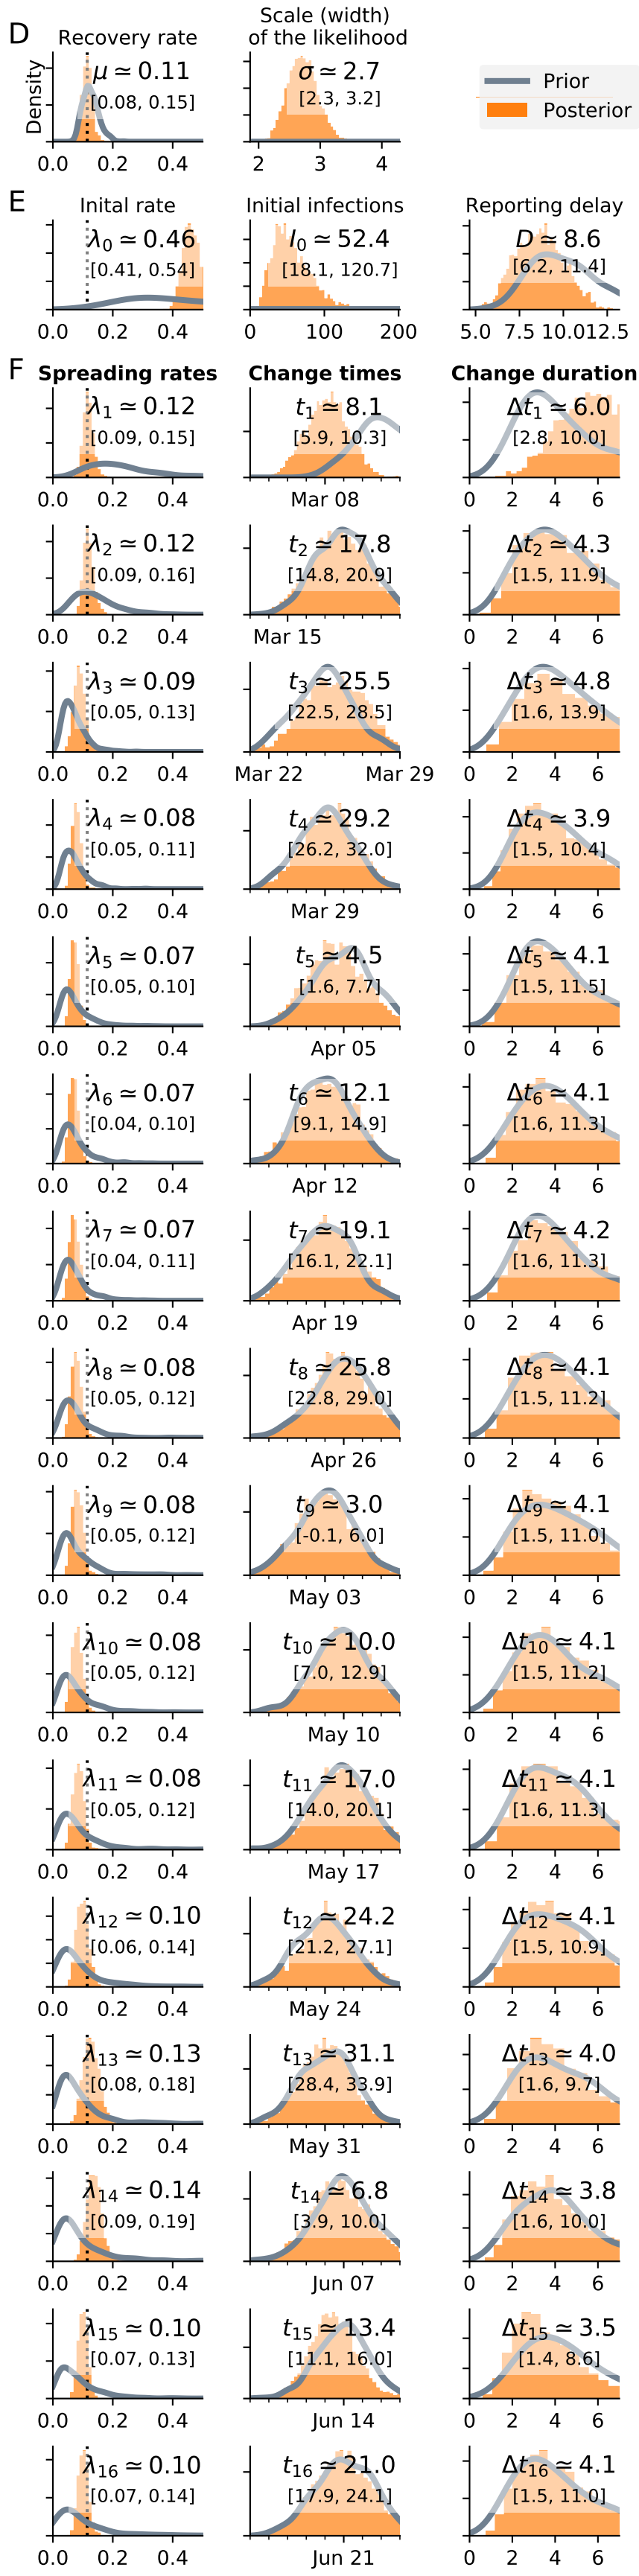 D
Recovery rate
Scale (width)
of the likelihood
Density
μ ≃ 0.11
[0.08, 0.15]
σ ≃ 2.7
[2.3, 3.2]
Prior
Posterior
0.0 0.2 0.4
2 3 4
E
Inital rate
Initial infections
Reporting delay
λ0 ≃ 0.46
[0.41, 0.54]
I0 ≃ 52.4
[18.1, 120.7]
D ≃ 8.6
[6.2, 11.4]
0.0 0.2 0.4
0 100 200
5.0 7.5 10.0 12.5
F
Spreading rates
Change times
Change duration
λ1 ≃ 0.12
[0.09, 0.15]
t1 ≃ 8.1
[5.9, 10.3]
Δt1 ≃ 6.0
[2.8, 10.0]
0.0 0.2 0.4
Mar 08
0 2 4 6
λ2 ≃ 0.12
[0.09, 0.16]
t2 ≃ 17.8
[14.8, 20.9]
Δt2 ≃ 4.3
[1.5, 11.9]
0.0 0.2 0.4
Mar 15
0 2 4 6
λ3 ≃ 0.09
[0.05, 0.13]
t3 ≃ 25.5
[22.5, 28.5]
Δt3 ≃ 4.8
[1.6, 13.9]
0.0 0.2 0.4
Mar 22 Mar 29
0 2 4 6
λ4 ≃ 0.08
[0.05, 0.11]
t4 ≃ 29.2
[26.2, 32.0]
Δt4 ≃ 3.9
[1.5, 10.4]
0.0 0.2 0.4
Mar 29
0 2 4 6
λ5 ≃ 0.07
[0.05, 0.10]
t5 ≃ 4.5
[1.6, 7.7]
Δt5 ≃ 4.1
[1.5, 11.5]
0.0 0.2 0.4
Apr 05
0 2 4 6
λ6 ≃ 0.07
[0.04, 0.10]
t6 ≃ 12.1
[9.1, 14.9]
Δt6 ≃ 4.1
[1.6, 11.3]
0.0 0.2 0.4
Apr 12
0 2 4 6
λ7 ≃ 0.07
[0.04, 0.11]
t7 ≃ 19.1
[16.1, 22.1]
Δt7 ≃ 4.2
[1.6, 11.3]
0.0 0.2 0.4
Apr 19
0 2 4 6
λ8 ≃ 0.08
[0.05, 0.12]
t8 ≃ 25.8
[22.8, 29.0]
Δt8 ≃ 4.1
[1.5, 11.2]
0.0 0.2 0.4
Apr 26
0 2 4 6
λ9 ≃ 0.08
[0.05, 0.12]
t9 ≃ 3.0
[-0.1, 6.0]
Δt9 ≃ 4.1
[1.5, 11.0]
0.0 0.2 0.4
May 03
0 2 4 6
λ10 ≃ 0.08
[0.05, 0.12]
t10 ≃ 10.0
[7.0, 12.9]
Δt10 ≃ 4.1
[1.5, 11.2]
0.0 0.2 0.4
May 10
0 2 4 6
λ11 ≃ 0.08
[0.05, 0.12]
t11 ≃ 17.0
[14.0, 20.1]
Δt11 ≃ 4.1
[1.6, 11.3]
0.0 0.2 0.4
May 17
0 2 4 6
λ12 ≃ 0.10
[0.06, 0.14]
t12 ≃ 24.2
[21.2, 27.1]
Δt12 ≃ 4.1
[1.5, 10.9]
0.0 0.2 0.4
May 24
0 2 4 6
λ13 ≃ 0.13
[0.08, 0.18]
t13 ≃ 31.1
[28.4, 33.9]
Δt13 ≃ 4.0
[1.6, 9.7]
0.0 0.2 0.4
May 31
0 2 4 6
λ14 ≃ 0.14
[0.09, 0.19]
t14 ≃ 6.8
[3.9, 10.0]
Δt14 ≃ 3.8
[1.6, 10.0]
0.0 0.2 0.4
Jun 07
0 2 4 6
λ15 ≃ 0.10
[0.07, 0.13]
t15 ≃ 13.4
[11.1, 16.0]
Δt15 ≃ 3.5
[1.4, 8.6]
0.0 0.2 0.4
Jun 14
0 2 4 6
λ16 ≃ 0.10
[0.07, 0.14]
t16 ≃ 21.0
[17.9, 24.1]
Δt16 ≃ 4.1
[1.5, 11.0]
0.0 0.2 0.4
Jun 21
0 2 4 6